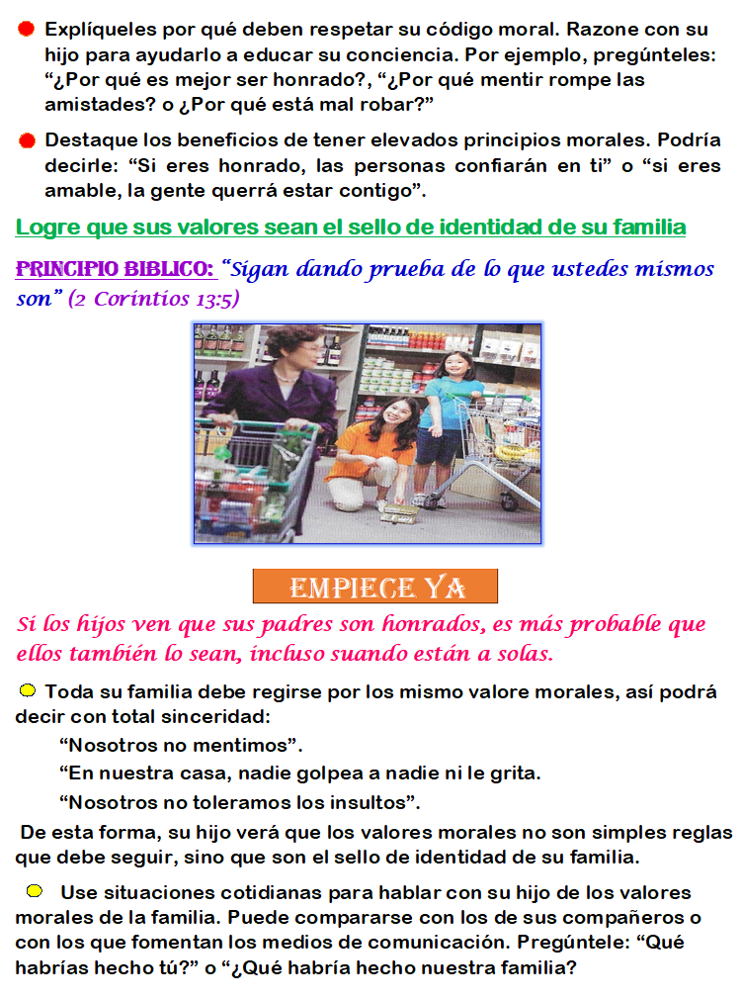 Explíqueles por qué deben respetar su código moral. Razone con su
hijo para ayudarlo a educar su conciencia. Por ejemplo, pregúnteles:
“¿Por qué es mejor ser honrado?, “¿Por qué mentir rompe las
amistades? o ¿Por qué está mal robar?”
Destaque los beneficios de tener elevados principios morales. Podría
decirle: “Si eres honrado, las personas confiarán en ti” o “si eres
amable, la gente querrá estar contigo”.
Logre que sus valores sean el sello de identidad de su familia
PRINCIPIO BIBLICO: “Sigan dando prueba de lo que ustedes mismos
son” (2 Corintios 13:5)
EMPIECE YA
Si los hijos ven que sus padres son honrados, es más probable que
ellos también lo sean, incluso suando están a solas.
Toda su familia debe regirse por los mismo valore morales, así podrá
decir con total sinceridad:
“Nosotros no mentimos”.
“En nuestra casa, nadie golpea a nadie ni le grita.
“Nosotros no toleramos los insultos”.
De esta forma, su hijo verá que los valores morales no son simples reglas
que debe seguir, sino que son el sello de identidad de su familia.
Use situaciones cotidianas para hablar con su hijo de los valores
morales de la familia. Puede compararse con los de sus compañeros o
con los que fomentan los medios de comunicación. Pregúntele: “Qué
habrías hecho tú?” o “¿Qué habría hecho nuestra familia?